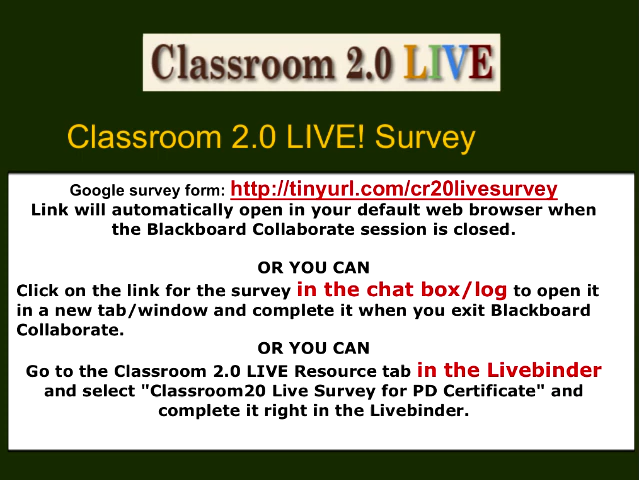 Classroom 2.0 LIVE
Classroom 2.0 LIVE! Survey
Google survey form: http://tinyurl.com/cr20livesurvey
Link will automatically open in your default web browser when
the Blackboard Collaborate session is closed.
OR YOU CAN
Click on the link for the survey in the chat box/log to open it
in a new tab/window and complete it when you exit Blackboard
Collaborate.
OR YOU CAN
Go to the Classroom 2.0 LIVE Resource tab in the Livebinder
and select "Classroom20 Live Survey for PD Certificate" and
complete it right in the Livebinder.